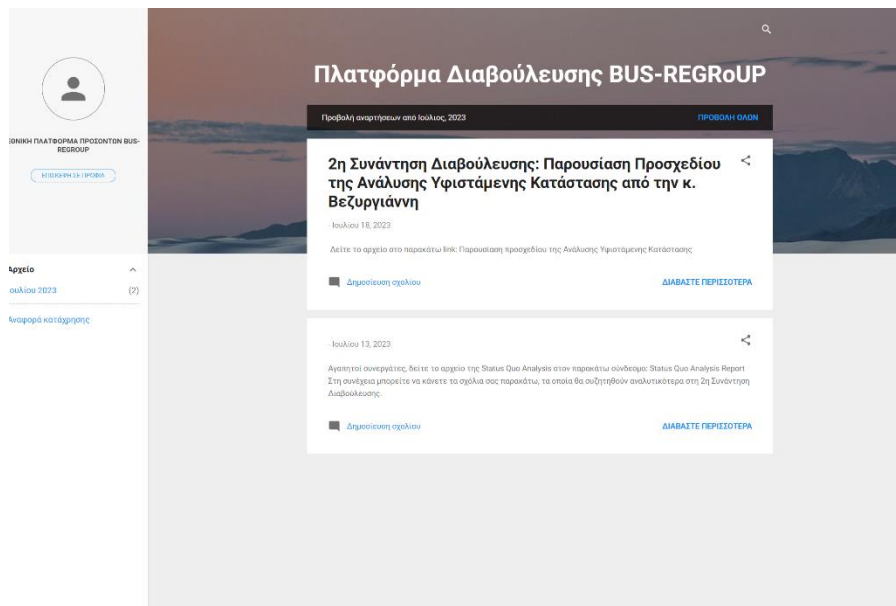 Πλατφόρμα Διαβούλευσης BUS-REGRoUP
ΕΘΝΙΚΗ ΠΛΑΤΦΟΡΜΑ ΠΡΟΣΟΝΤΩΝ BUS-
REGROUP
ΕΠΙΣΚΕΨΗ ΣΕ ΠΡΟΦΙΛ
Αρχείο
Ιουλίου 2023 (2)
Αναφορά κατάχρησης
Προβολή αναρτήσεων από Ιούλιος, 2023 ΠΡΟΒΟΛΗ ΟΛΩΝ
2η Συνάντηση Διαβούλευσης: Παρουσίαση Προσχεδίου
της Ανάλυσης Υφιστάμενης Κατάστασης από την κ.
Βεζυργιάννη
- Ιουλίου 18, 2023
Δείτε το αρχείο στο παρακάτω link: Παρουσίαση προσχεδίου της Ανάλυσης Υφιστάμενης Κατάστασης
Δημοσίευση σχολίου ΔΙΑΒΑΣΤΕ ΠΕΡΙΣΣΟΤΕΡΑ
- Ιουλίου 13, 2023
Αγαπητοί συνεργάτες, δείτε το αρχείο της Status Quo Analysis στον παρακάτω σύνδεσμο: Status Quo Analysis Report
Στη συνέχεια μπορείτε να κάνετε τα σχόλια σας παρακάτω, τα οποία θα συζητηθούν αναλυτικότερα στη 2η Συνάντηση
Διαβούλευσης.
Δημοσίευση σχολίου ΔΙΑΒΑΣΤΕ ΠΕΡΙΣΣΟΤΕΡΑ